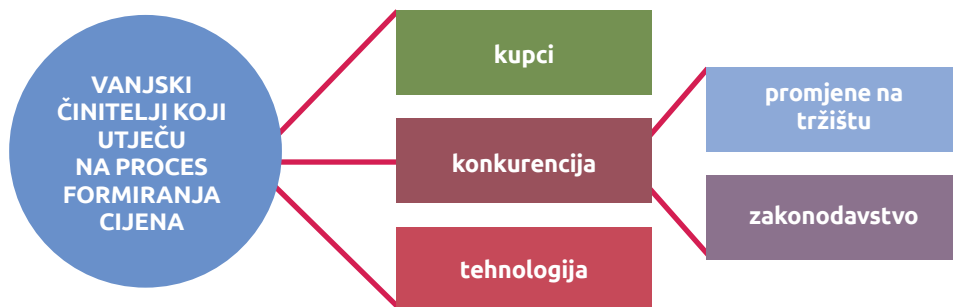 VANJSKI
ČINITELJI KOJI
UTJEČU
NA PROCES
FORMIRANJA
CIJENA
kupci
konkurencija
tehnologija
promjene na
tržištu
zakonodavstvo